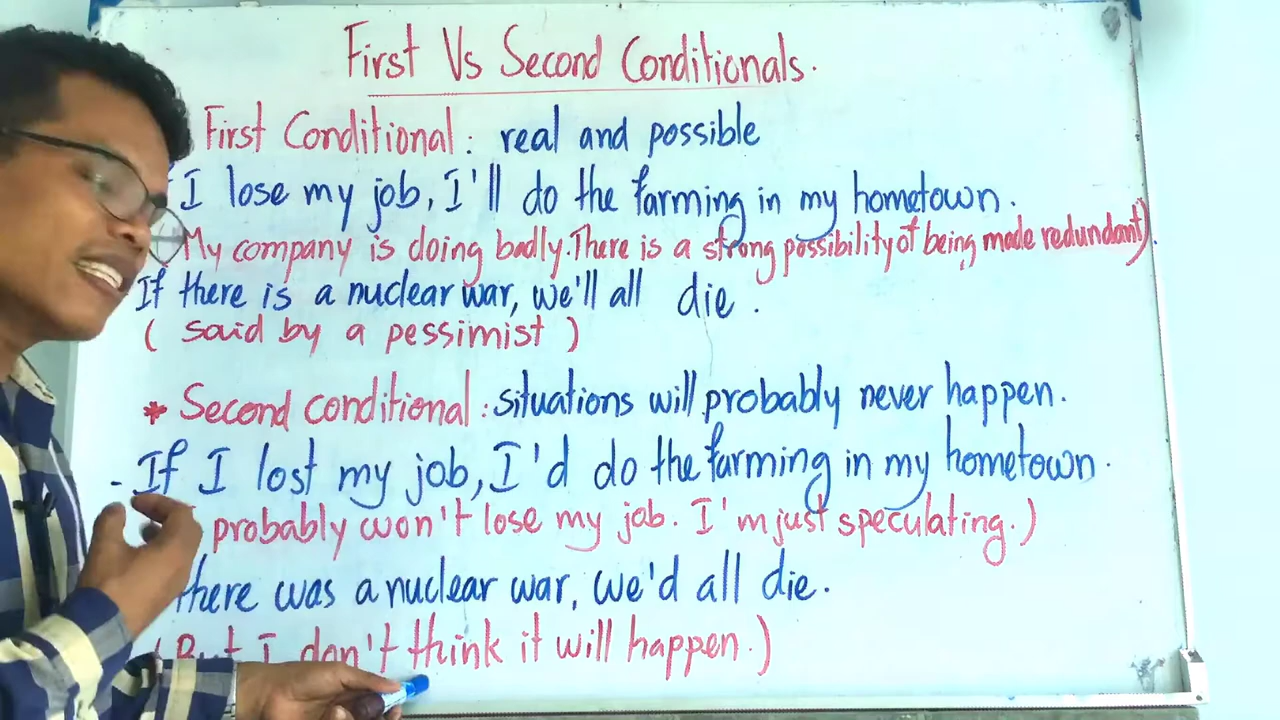 First Vs Second Conditionals.
First Conditional: real and possible
I lose my job, I'll do the farming in my hometown.
(My company is doing badly. There is a strong possibility of being made redundant).
If there is a nuclear war, we'll all die.
( Said by a pessimist )
* Second conditional: situations will probably never happen.
- If I lost my job, I'd do the farming in my hometown.
probably won't lose my job. I'm just speculating.)
there was a nuclear war, we'd all die.
(But I don't think it will happen.)